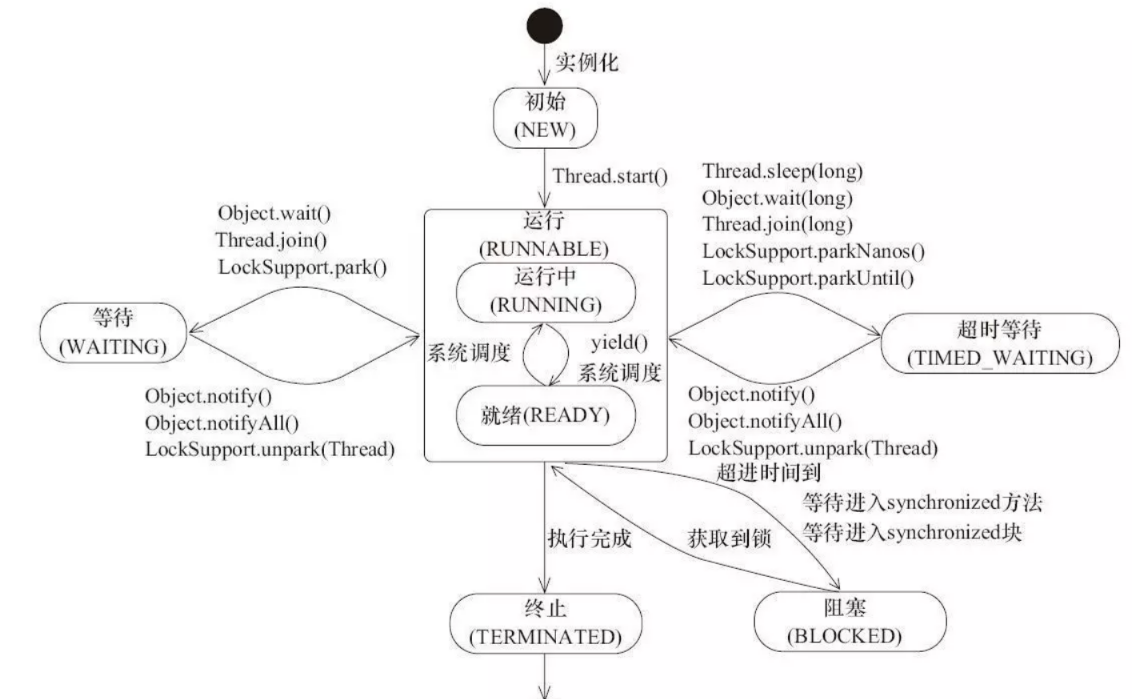 实例化
初始
(NEW)
Thread.start()
Object.wait()
Thread.join()
LockSupport.park()
Thread.sleep(long)
Object.wait(long)
Thread.join(long)
LockSupport.parkNanos()
LockSupport.parkUntil()
运行
(RUNNABLE)
运行中
(RUNNING)
系统调度
yield()
系统调度
就绪(READY)
等待
(WAITING)
超时等待
(TIMED_WAITING)
Object.notify()
Object.notifyAll()
LockSupport.unpark(Thread)
Object.notify()
Object.notifyAll()
LockSupport.unpark(Thread)
超进时间到
等待进入synchronized方法
等待进入synchronized块
执行完成
获取到锁
终止
(TERMINATED)
阻塞
(BLOCKED)